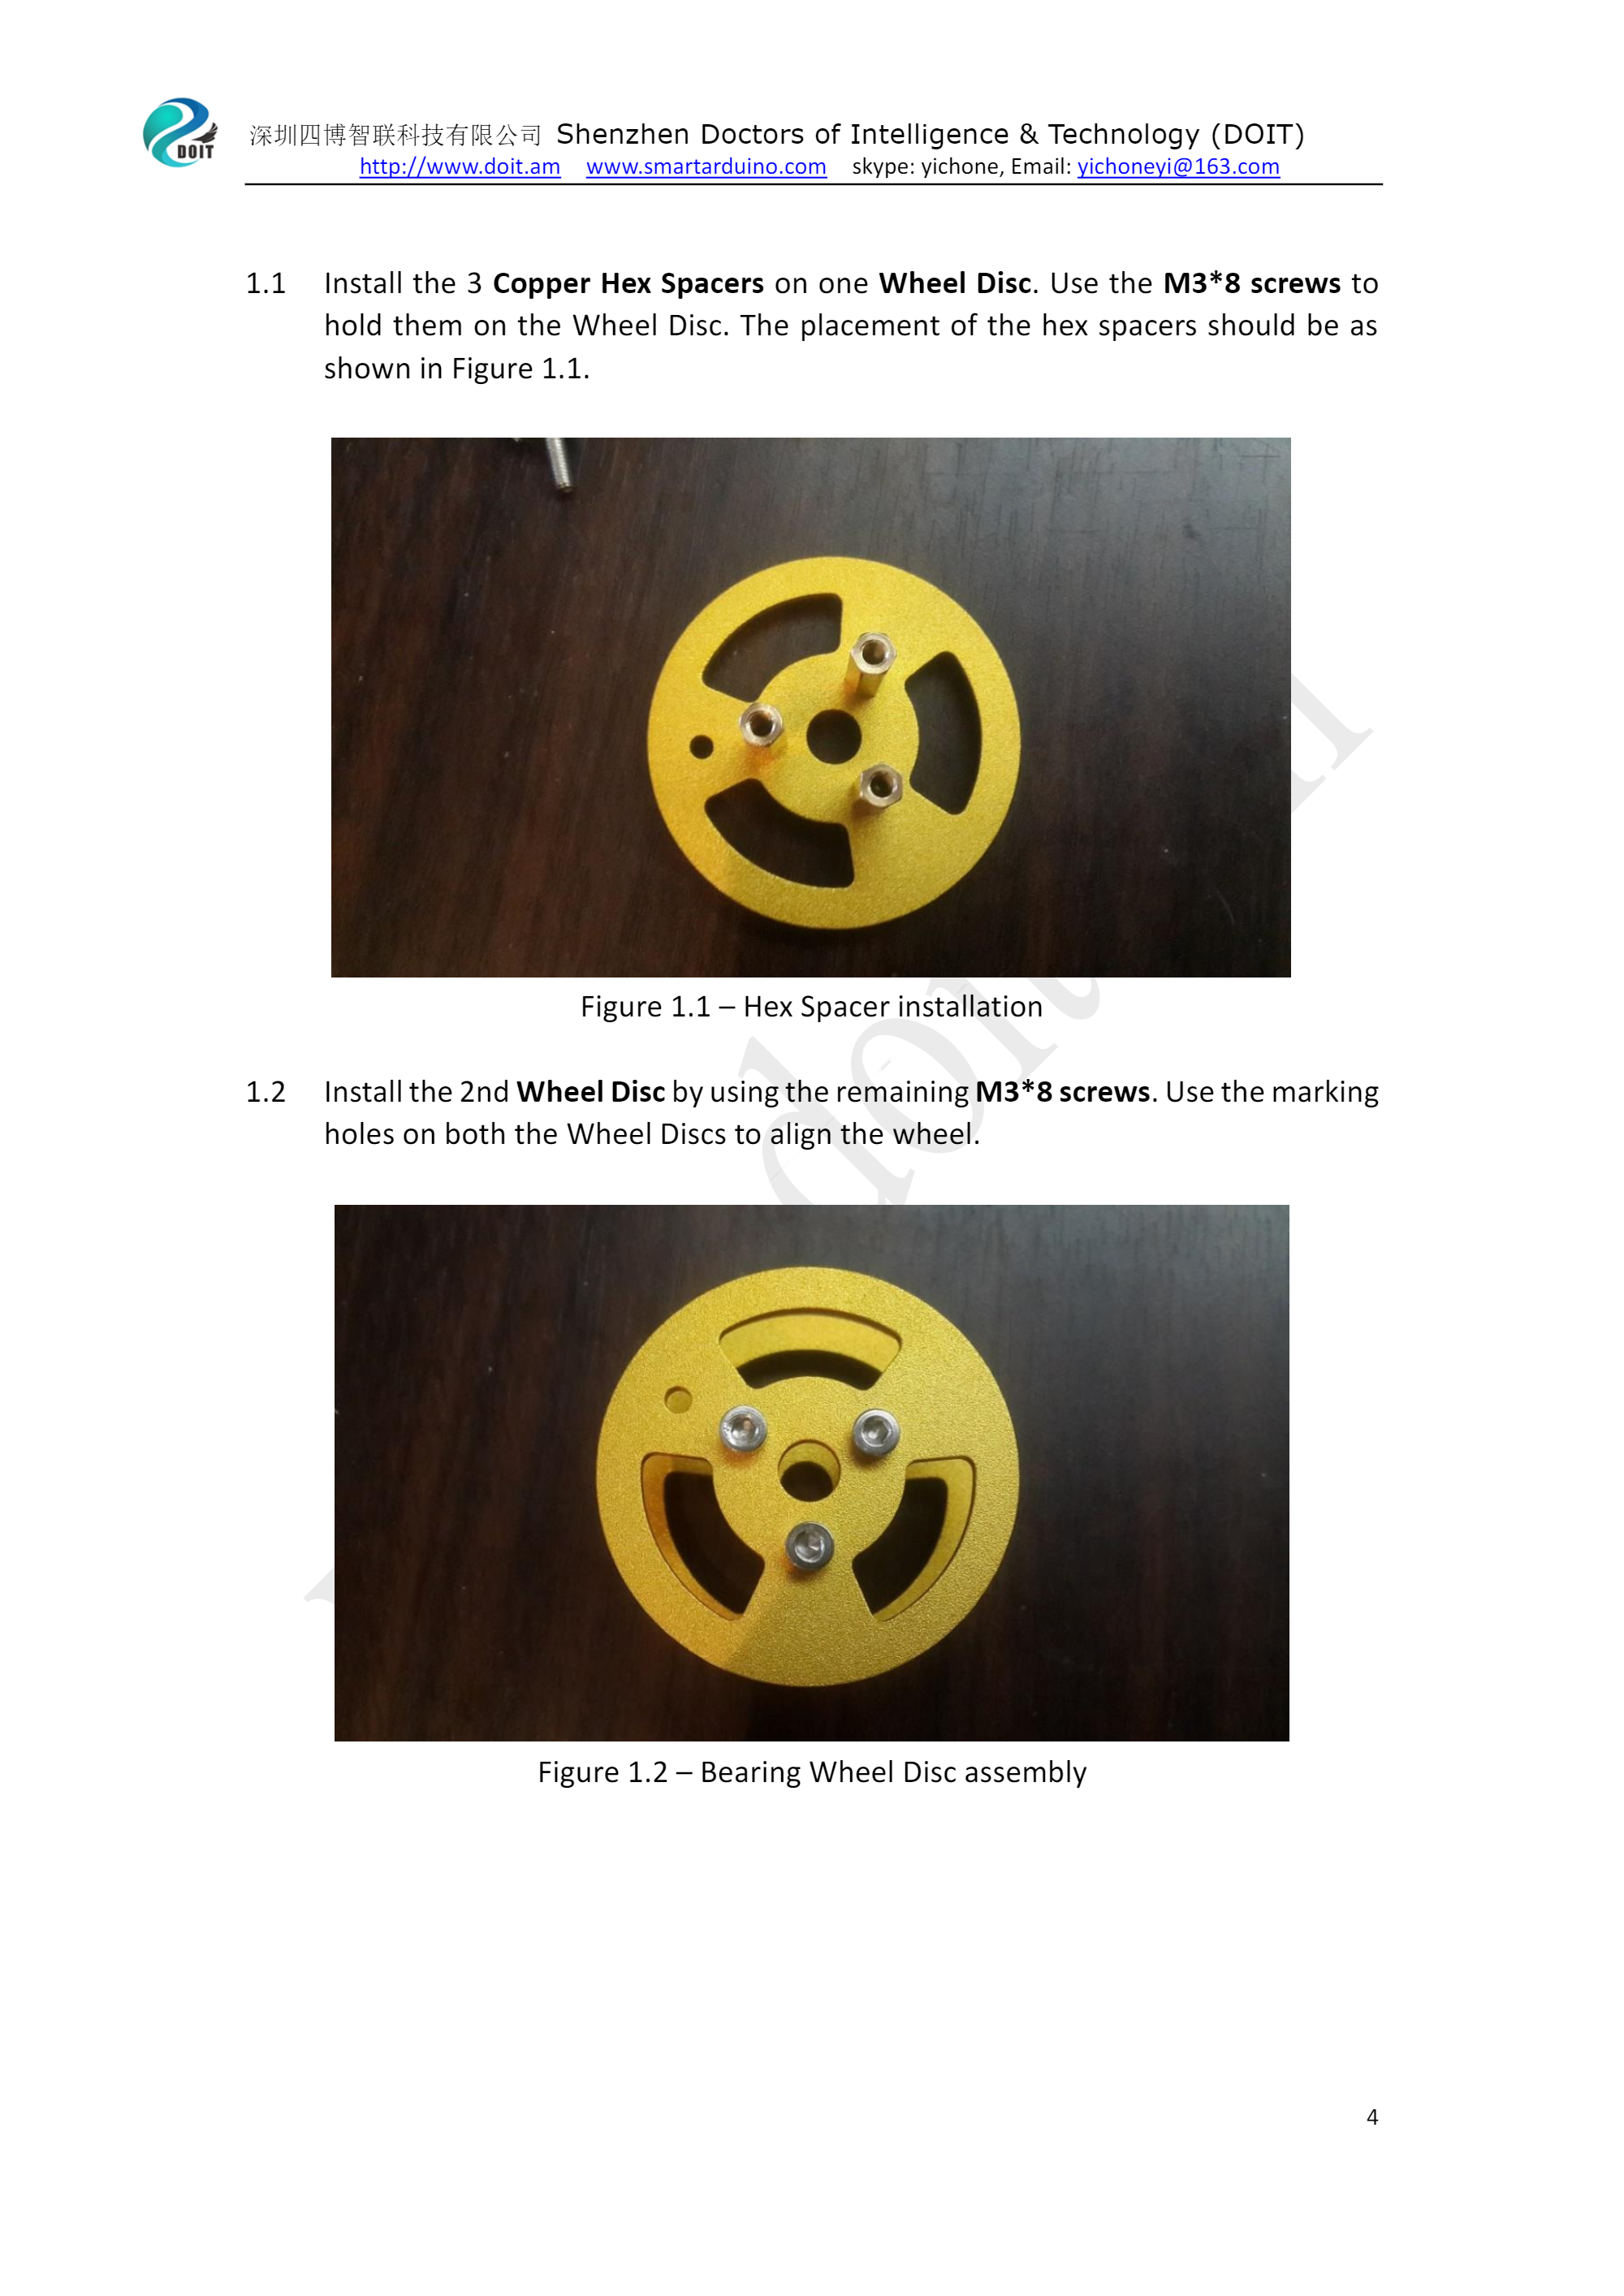 DOIT
深圳四博智联科技有限公司 Shenzhen Doctors of Intelligence & Technology (DOIT)
http://www.doit.am www.smartarduino.com skype: yichone, Email: yichoneyi@163.com
1.1 Install the 3 Copper Hex Spacers on one Wheel Disc. Use the M3*8 screws to
hold them on the Wheel Disc. The placement of the hex spacers should be as
shown in Figure 1.1.
Figure 1.1 – Hex Spacer installation
1.2 Install the 2nd Wheel Disc by using the remaining M3*8 screws. Use the marking
holes on both the Wheel Discs to align the wheel.
Figure 1.2 – Bearing Wheel Disc assembly
4